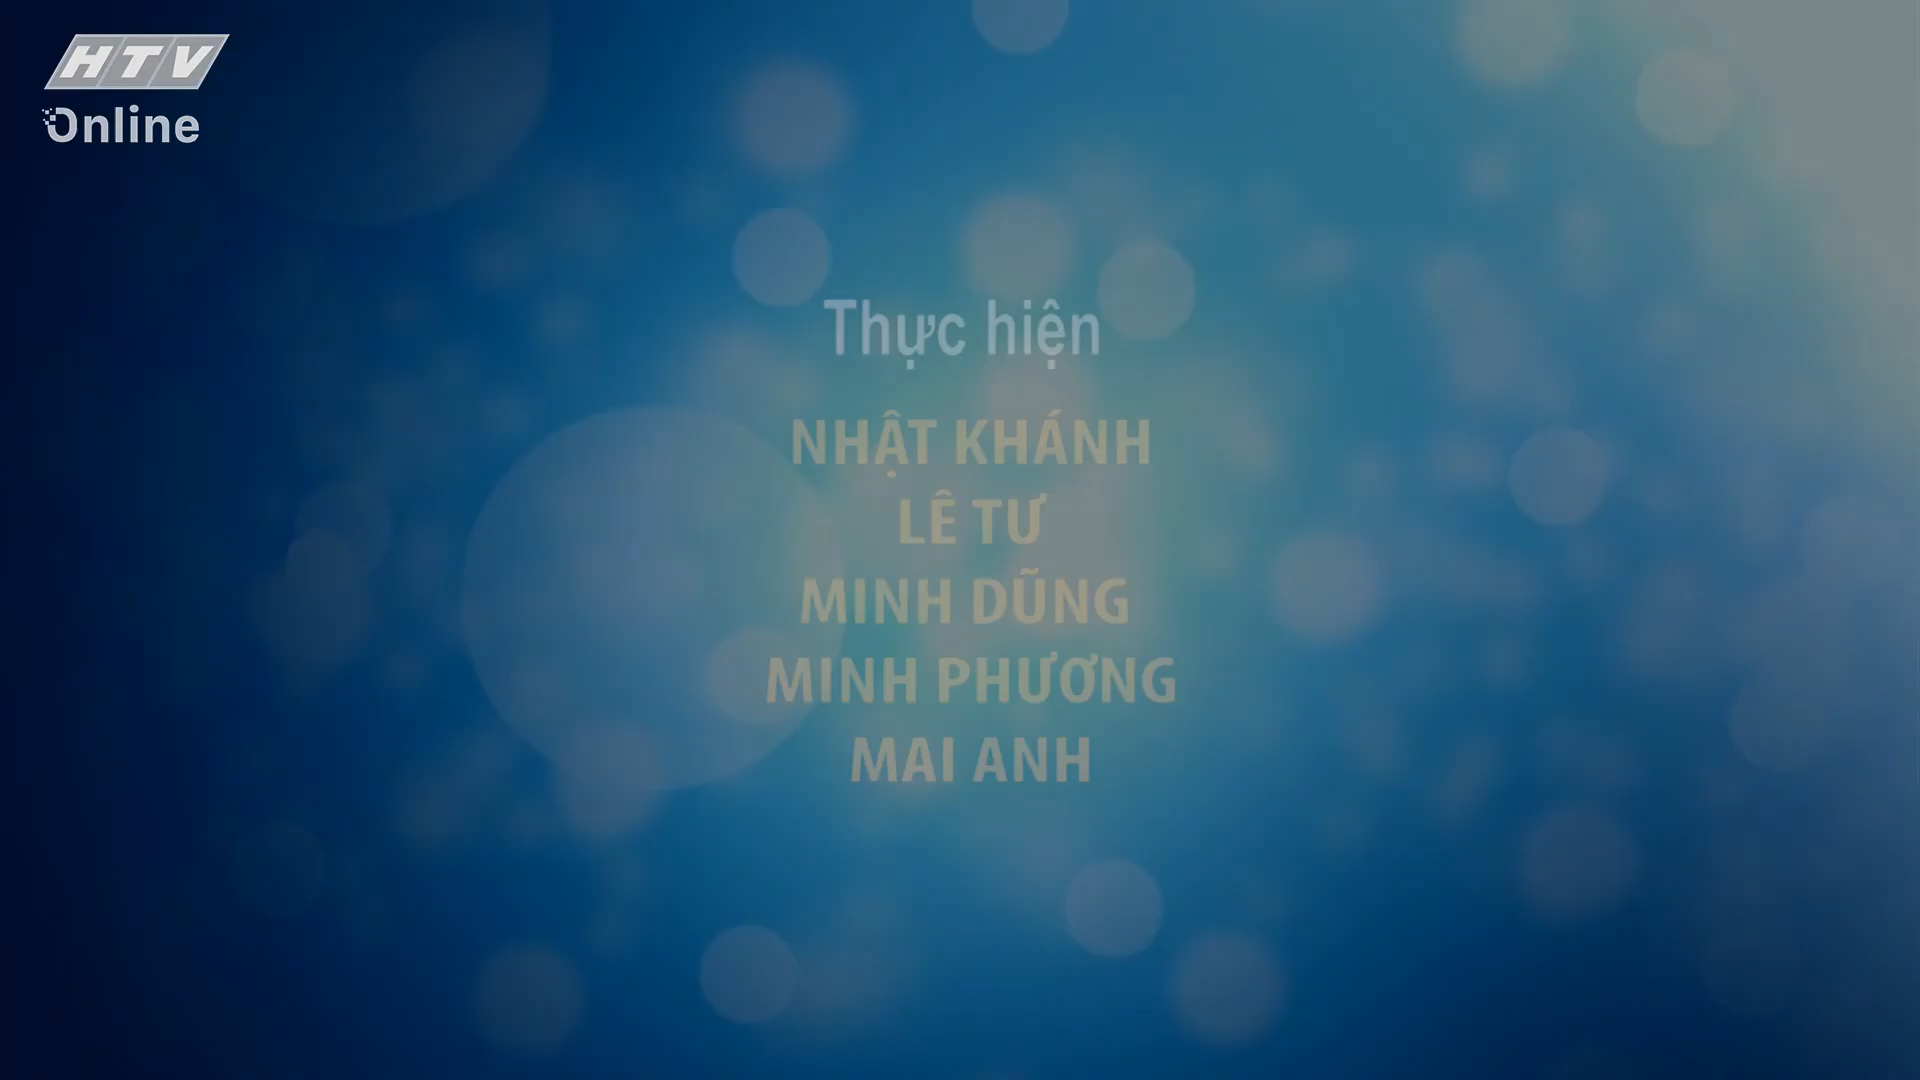 HTV
Online
Thực hiện
NHẬT KHÁNH
LÊ TƯ
MINH DŨNG
MINH PHƯƠNG
MAI ANH